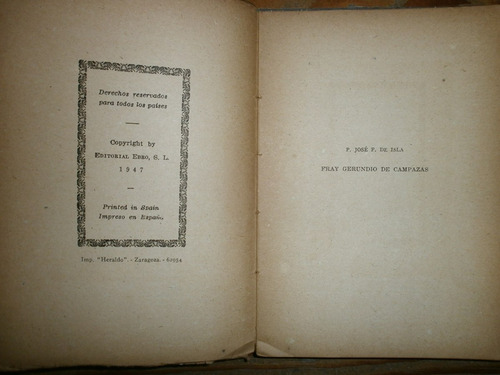 Derechos reservados
para todos los países
Copyright by
EDITORIAL EBRO, S. L.
1947
Printed in Spain
Impreso en España
Imp. "Heraldo". - Zaragoza. -
P. JOSÉ F. DE ISLA
FRAY GERUNDIO DE CAMPAZAS